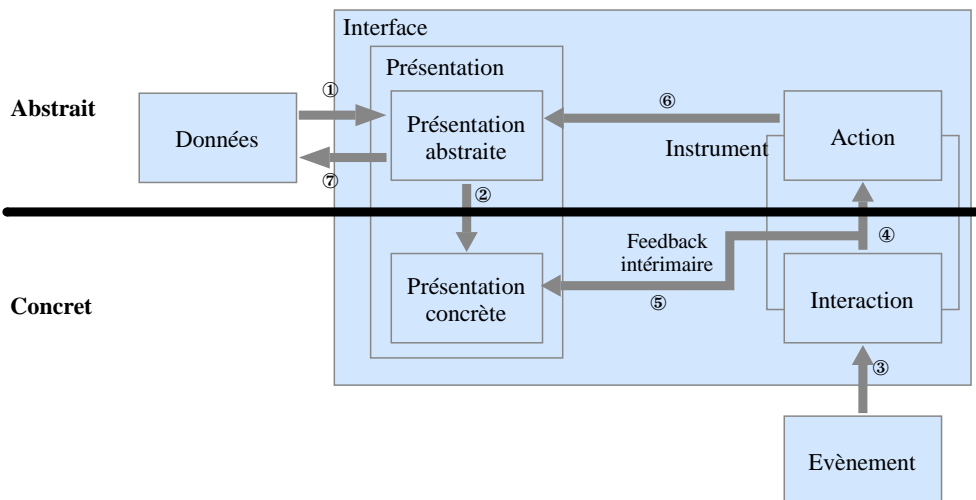 Interface
Présentation
①
⑥
Abstrait
Données
Présentation
abstraite
Instrument
Action
⑦
②
④
Feedback
intérimaire
Concret
Présentation
concrète
⑤
Interaction
③
Evènement